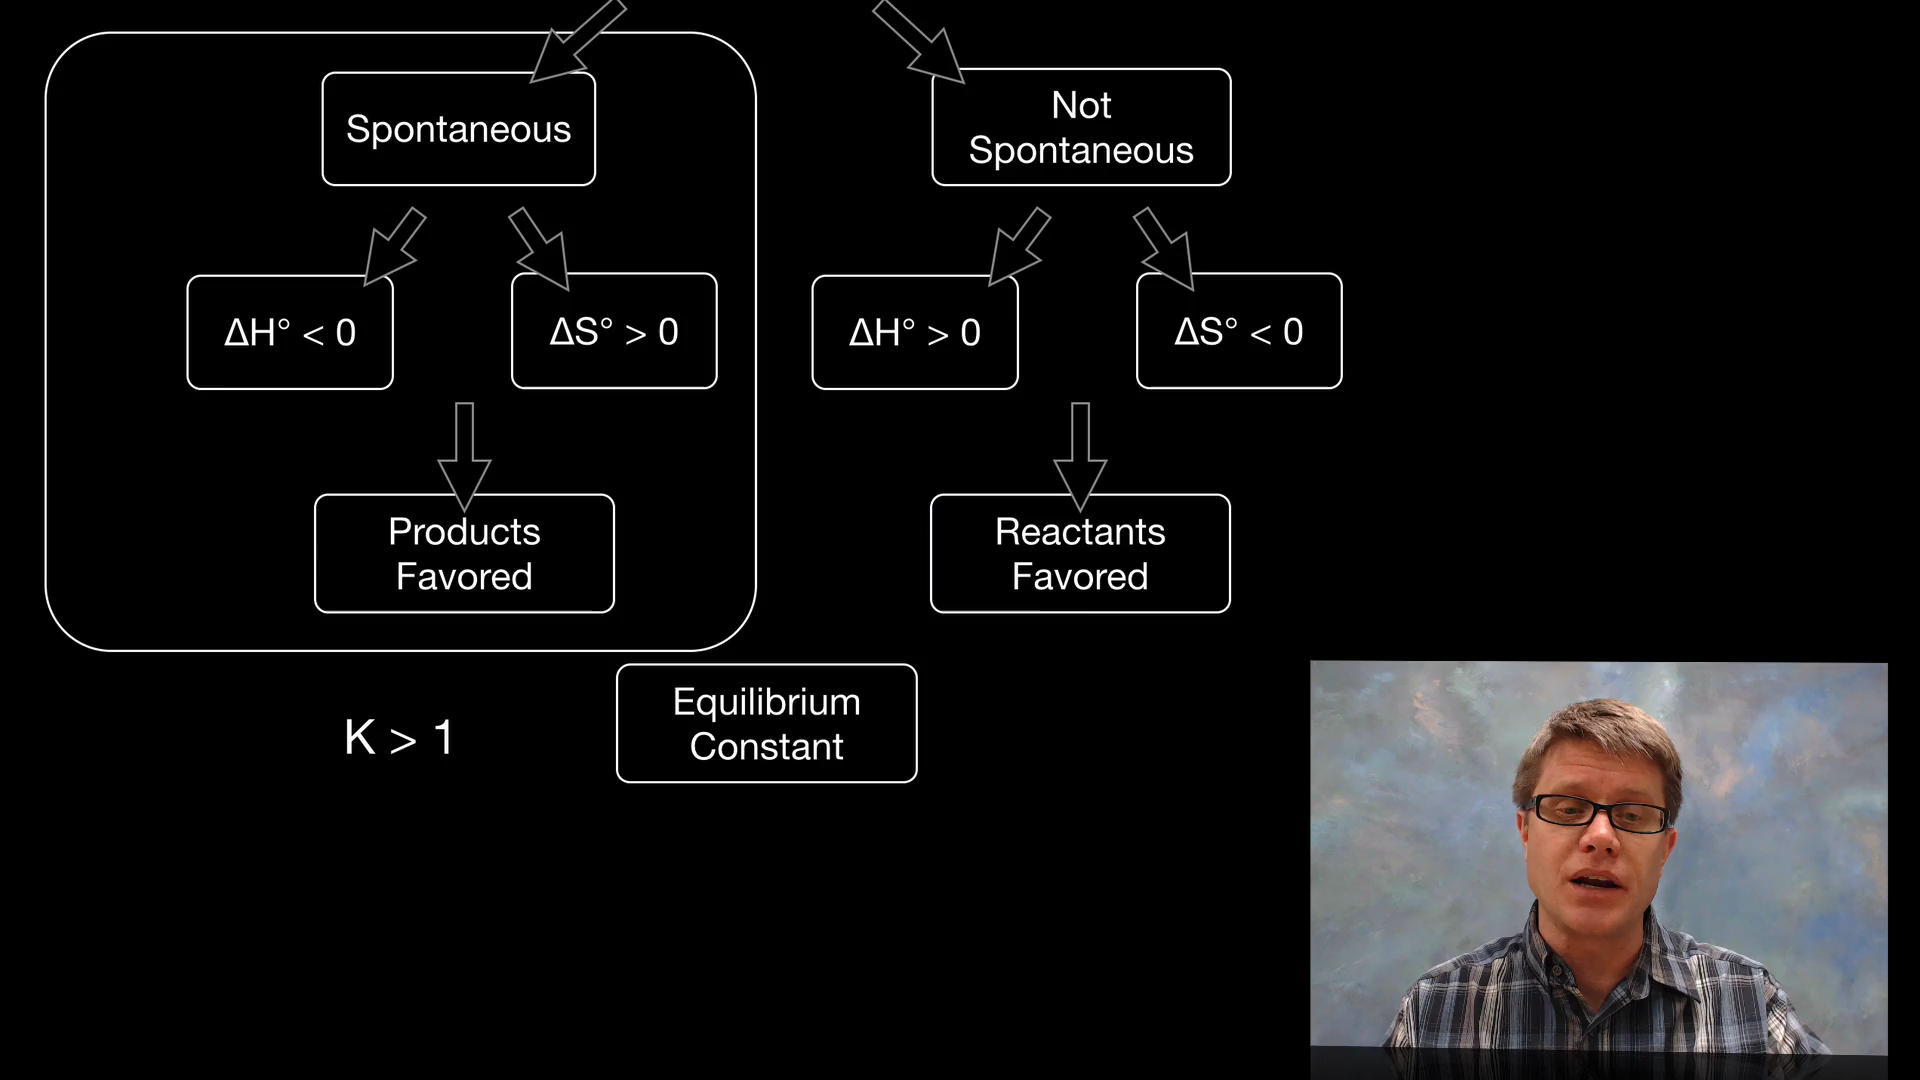 Spontaneous
Not
Spontaneous
ΔH° < 0
ΔS° > 0
ΔH° > 0
ΔS° < 0
Products
Favored
Reactants
Favored
K > 1
Equilibrium
Constant